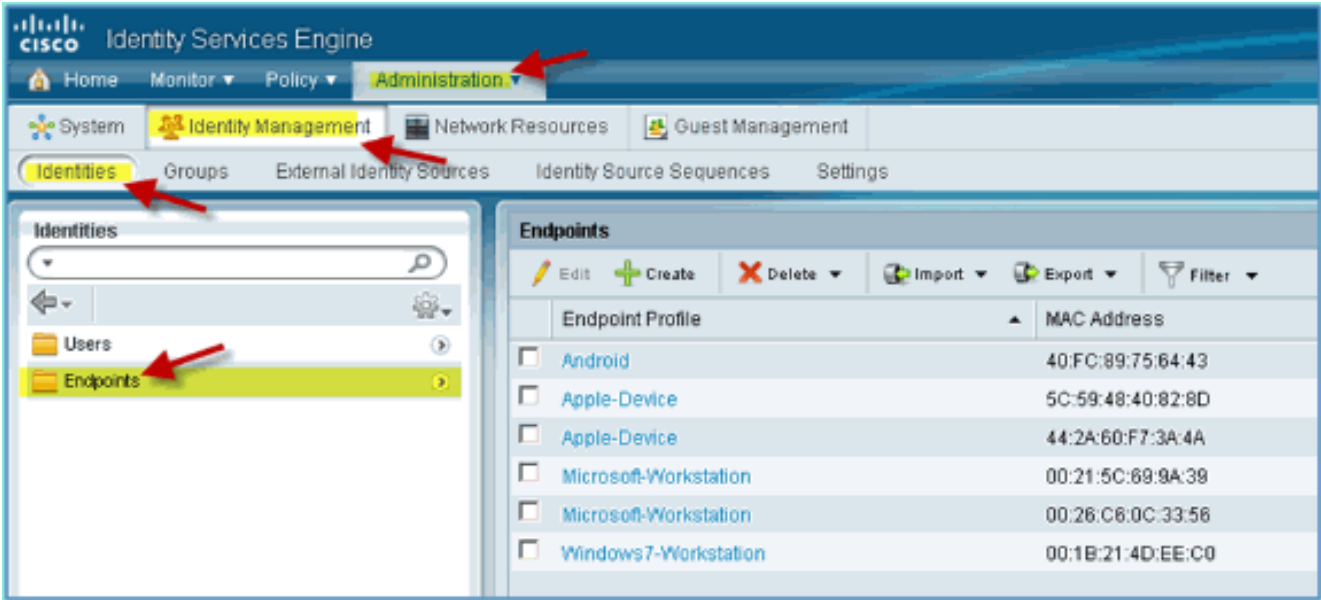 CISCO Identity Services Engine
Home Monitor Policy Administration
System Identity Management Network Resources Guest Management
Identities Groups External Identity Sources Identity Source Sequences Settings
Identities
Users
Endpoints
Endpoints
Edit Create Delete Import Export Filter
Endpoint Profile MAC Address
Android 40:FC:89:75:64:43
Apple-Device 5C:59:48:40:82:8D
Apple-Device 44:2A:60:F7:3A:4A
Microsoft-Workstation 00:21:5C:69:9A:39
Microsoft-Workstation 00:26:C6:0C:33:56
Windows7-Workstation 00:1B:21:4D:EE:C0